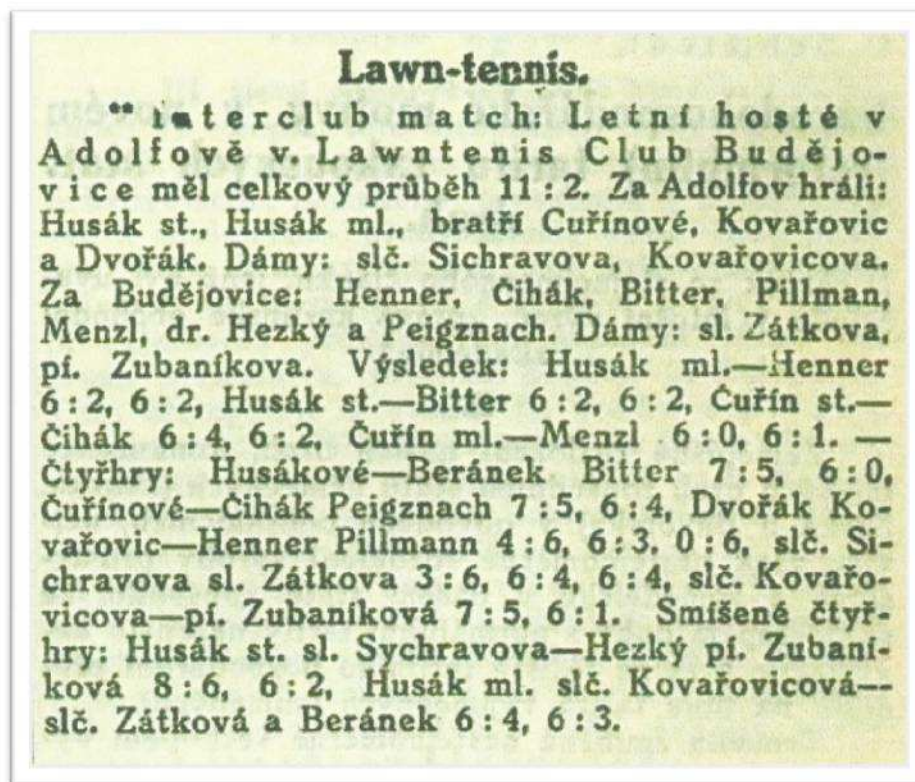 Lawn-tennis.
** Interclub match: Letní hosté v
Adolfově v. Lawntenis Club Budějo-
vice měl celkový průběh 11 : 2. Za Adolfov hráli:
Husák st., Husák ml., bratří Cuřínové, Kovařovic
a Dvořák. Dámy: slč. Sichravova, Kovařovicova.
Za Budějovice: Henner, Čihák, Bitter, Pillman,
Menzl, dr. Hezký a Peigznach. Dámy: sl. Zátkova,
pí. Zubaníkova. Výsledek: Husák ml.—Henner
6 : 2, 6 : 2, Husák st.—Bitter 6 : 2, 6 : 2, Čuřín st.—
Čihák 6 : 4, 6 : 2, Čuřín ml.—Menzl 6 : 0, 6 : 1. —
Čtyřhry: Husákové—Beránek Bitter 7 : 5, 6 : 0,
Čuřínové—Čihák Peigznach 7 : 5, 6 : 4, Dvořák Ko-
vařovic—Henner Pillmann 4 : 6, 6 : 3, 0 : 6, slč. Si-
chravova sl. Zátkova 3 : 6, 6 : 4, 6 : 4, slč. Kovařo-
vicova—pí. Zubaníková 7 : 5, 6 : 1. Smíšené čtyř-
hry: Husák st. sl. Sychravova—Hezký pí. Zubaní-
ková 8 : 6, 6 : 2, Husák ml. slč. Kovařovicová—
slč. Zátková a Beránek 6 : 4, 6 : 3.